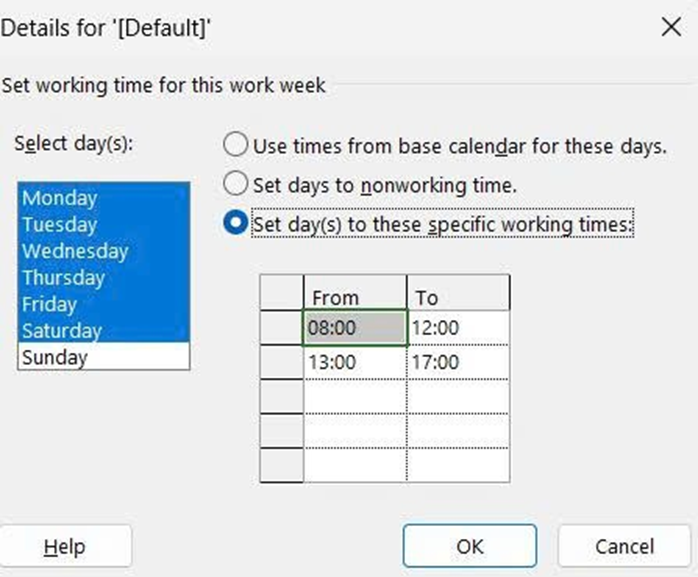 Details for '[Default]'
Set working time for this work week
Select day(s):
Use times from base calendar for these days.
Set days to nonworking time.
Set day(s) to these specific working times:
Monday
Tuesday
Wednesday
Thursday
Friday
Saturday
Sunday
From To
08:00 12:00
13:00 17:00
Help OK Cancel